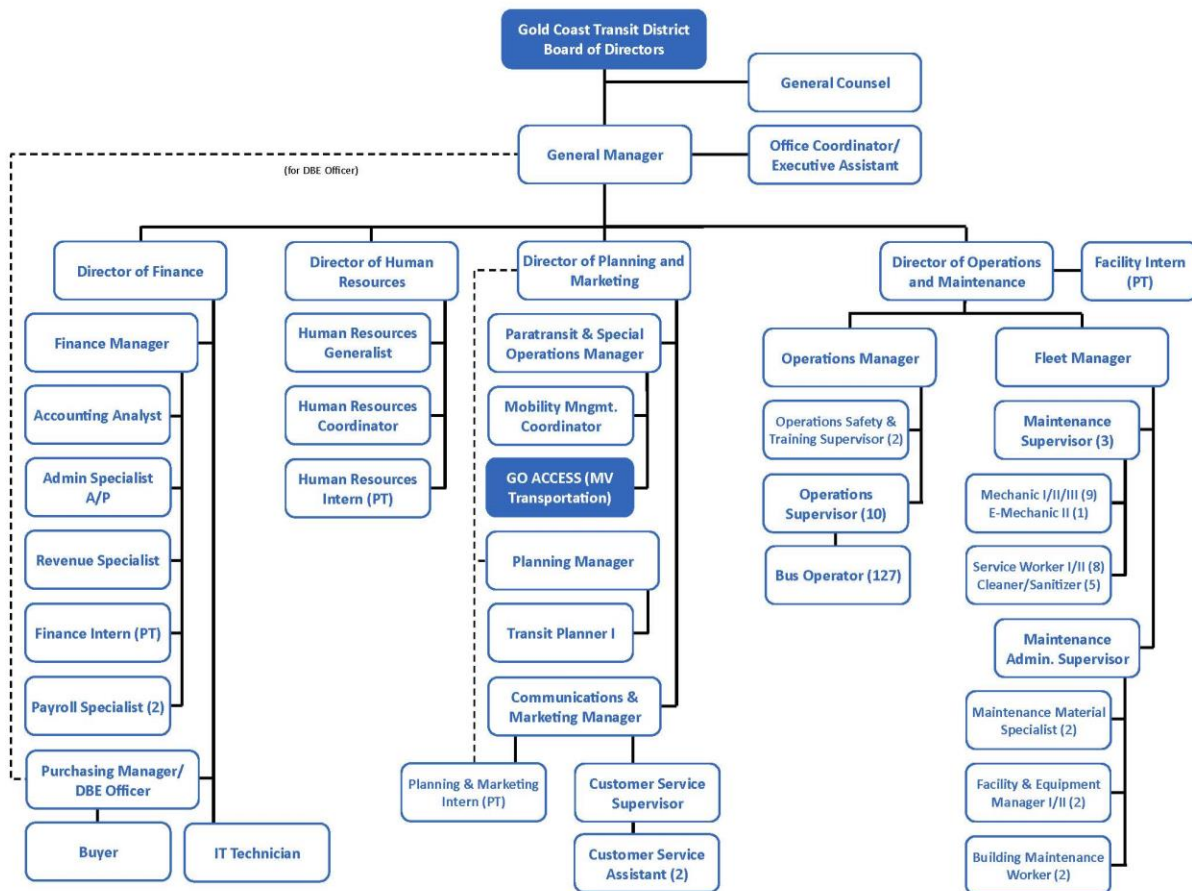 Gold Coast Transit District
Board of Directors
General Counsel
General Manager
Office Coordinator/
Executive Assistant
(for DBE Officer)
Director of Finance
Director of Human
Resources
Director of Planning and
Marketing
Director of Operations
and Maintenance
Facility Intern
(PT)
Finance Manager
Accounting Analyst
Admin Specialist
A/P
Revenue Specialist
Finance Intern (PT)
Payroll Specialist (2)
Purchasing Manager/
DBE Officer
Buyer
IT Technician
Human Resources
Generalist
Human Resources
Coordinator
Human Resources
Intern (PT)
Paratransit & Special
Operations Manager
Mobility Mngmt.
Coordinator
GO ACCESS (MV
Transportation)
Planning Manager
Transit Planner I
Communications &
Marketing Manager
Planning & Marketing
Intern (PT)
Customer Service
Supervisor
Customer Service
Assistant (2)
Operations Manager
Operations Safety &
Training Supervisor (2)
Operations
Supervisor (10)
Bus Operator (127)
Fleet Manager
Maintenance
Supervisor (3)
Mechanic I/II/III (9)
E-Mechanic II (1)
Service Worker I/II (8)
Cleaner/Sanitizer (5)
Maintenance
Admin. Supervisor
Maintenance Material
Specialist (2)
Facility & Equipment
Manager I/II (2)
Building Maintenance
Worker (2)